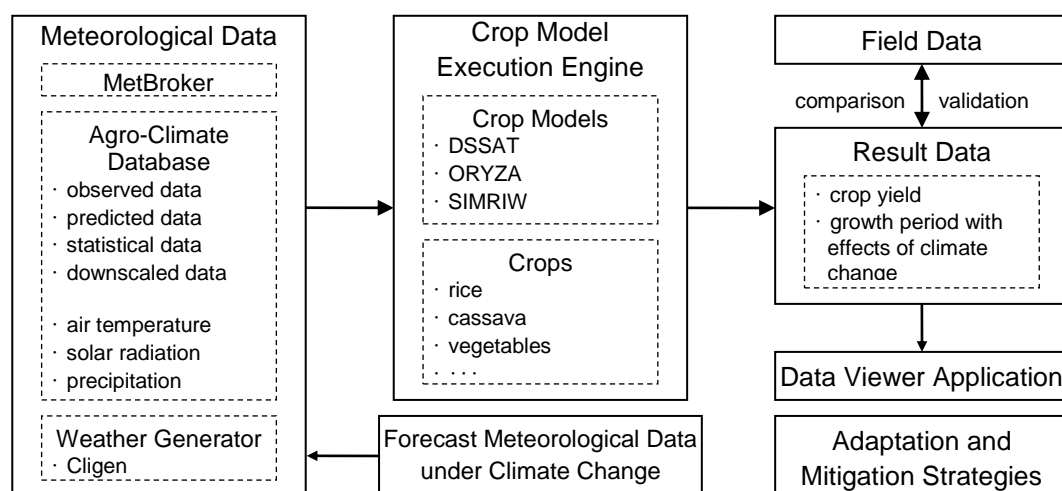 Meteorological Data
MetBroker
Agro-Climate
Database
· observed data
· predicted data
· statistical data
· downscaled data
· air temperature
· solar radiation
· precipitation
Weather Generator
· Cligen
Crop Model
Execution Engine
Crop Models
· DSSAT
· ORYZA
· SIMRIW
Crops
· rice
· cassava
· vegetables
· · · ·
Forecast Meteorological Data
under Climate Change
Field Data
comparison validation
Result Data
· crop yield
· growth period with
effects of climate
change
Data Viewer Application
Adaptation and
Mitigation Strategies